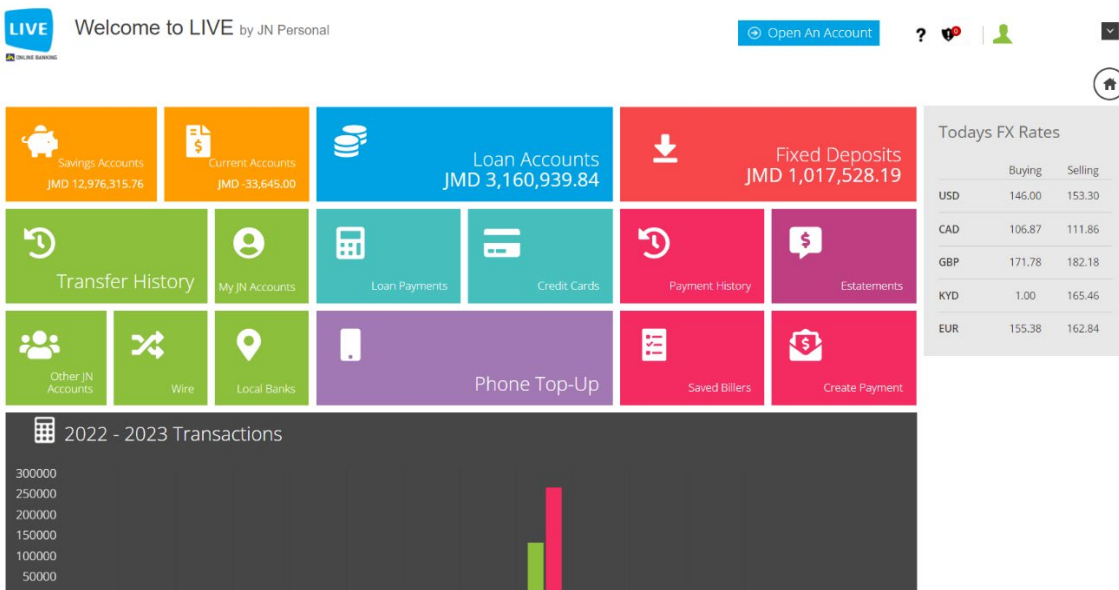 LIVE
Welcome to LIVE by JN Personal
Open An Account
?
0
JN ONLINE BANKING
Savings Accounts
JMD 12,976,315.76
Current Accounts
JMD -33,645.00
Loan Accounts
JMD 3,160,939.84
Fixed Deposits
JMD 1,017,528.19
Transfer History
My JN Accounts
Loan Payments
Credit Cards
Payment History
Estatements
Other JN
Accounts
Wire
Local Banks
Phone Top-Up
Saved Billers
Create Payment
Todays FX Rates
Buying Selling
USD 146.00 153.30
CAD 106.87 111.86
GBP 171.78 182.18
KYD 1.00 165.46
EUR 155.38 162.84
2022 - 2023 Transactions
300000
250000
200000
150000
100000
50000